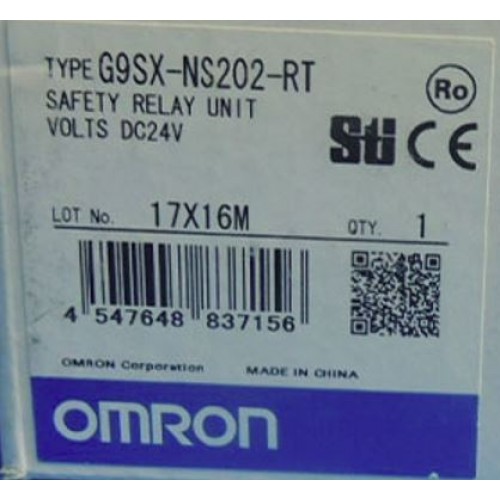 TYPE G9SX-NS202-RT
Ro
SAFETY RELAY UNIT
VOLTS DC24V
Sti CE
LOT No. 17X16M QTY. 1
4 547648 837156
OMRON Corporation MADE IN CHINA
OMRON